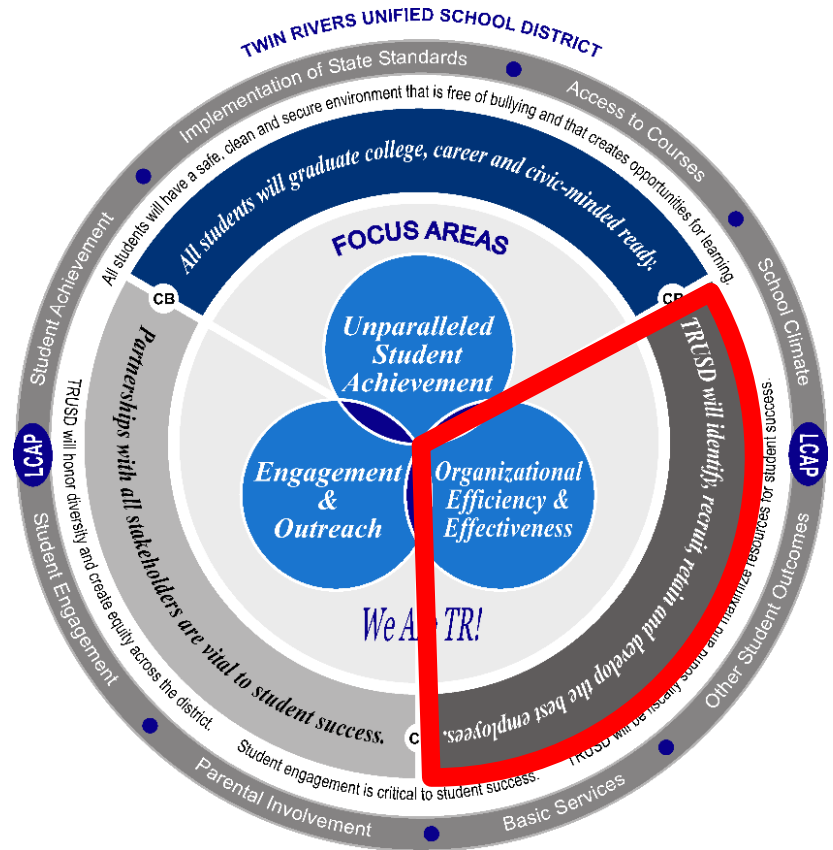 TWIN RIVERS UNIFIED SCHOOL DISTRICT
Implementation of State Standards
Access to Courses
Student Achievement
School Climate
All students will have a safe, clean and secure environment that is free of bullying and that creates opportunities for learning.
All students will graduate college, career and civic-minded ready.
FOCUS AREAS
CB
Unparalleled
Student
Achievement
Engagement
&
Outreach
Organizational
Efficiency &
Effectiveness
We TR!
Partnerships with all stakeholders are vital to student success.
TRUSD will identify, recruit, retain and develop the best employees.
LCAP
LCAP
TRUSD will honor diversity and create equity across the district.
Student engagement is critical to student success.
TRUSD will be fiscally sound and maximize resources for student success.
Student Engagement
Other Student Outcomes
Parental Involvement
Basic Services